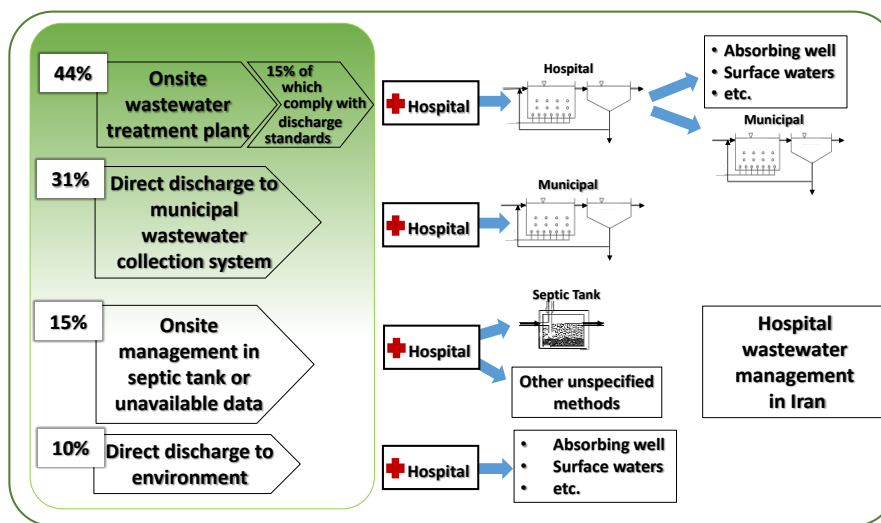 44%
Onsite
wastewater
treatment plant
15% of
which
comply with
discharge
standards
Hospital
Hospital
• Absorbing well
• Surface waters
• etc.
Municipal
31%
Direct discharge to
municipal
wastewater
collection system
Hospital
Municipal
15%
Onsite
management in
septic tank or
unavailable data
Hospital
Septic Tank
Other unspecified
methods
Hospital
wastewater
management
in Iran
10%
Direct discharge to
environment
Hospital
• Absorbing well
• Surface waters
• etc.